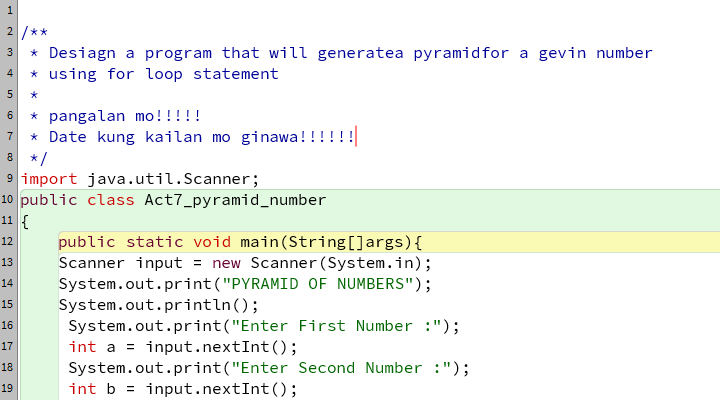 1
2 /**
3 * Desiagn a program that will generatea pyramidfor a gevin number
4 * using for loop statement
5 *
6 * pangalan mo!!!!!
7 * Date kung kailan mo ginawa!!!!!!
8 */
9 import java.util.Scanner;
10 public class Act7_pyramid_number
11 {
12 public static void main(String[]args){
13 Scanner input = new Scanner(System.in);
14 System.out.print("PYRAMID OF NUMBERS");
15 System.out.println();
16 System.out.print("Enter First Number :");
17 int a = input.nextInt();
18 System.out.print("Enter Second Number :");
19 int b = input.nextInt();